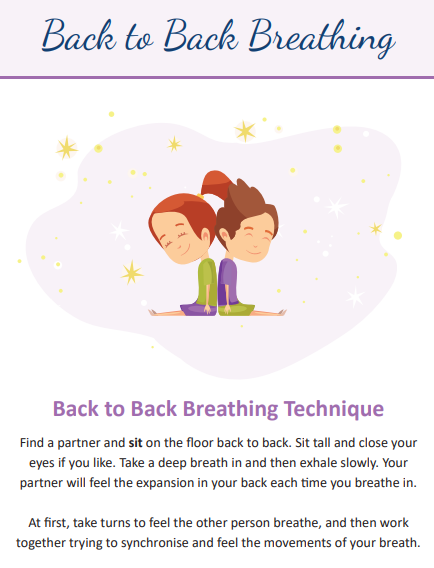 Back to Back Breathing
Back to Back Breathing Technique
Find a partner and sit on the floor back to back. Sit tall and close your
eyes if you like. Take a deep breath in and then exhale slowly. Your
partner will feel the expansion in your back each time you breathe in.
At first, take turns to feel the other person breathe, and then work
together trying to synchronise and feel the movements of your breath.